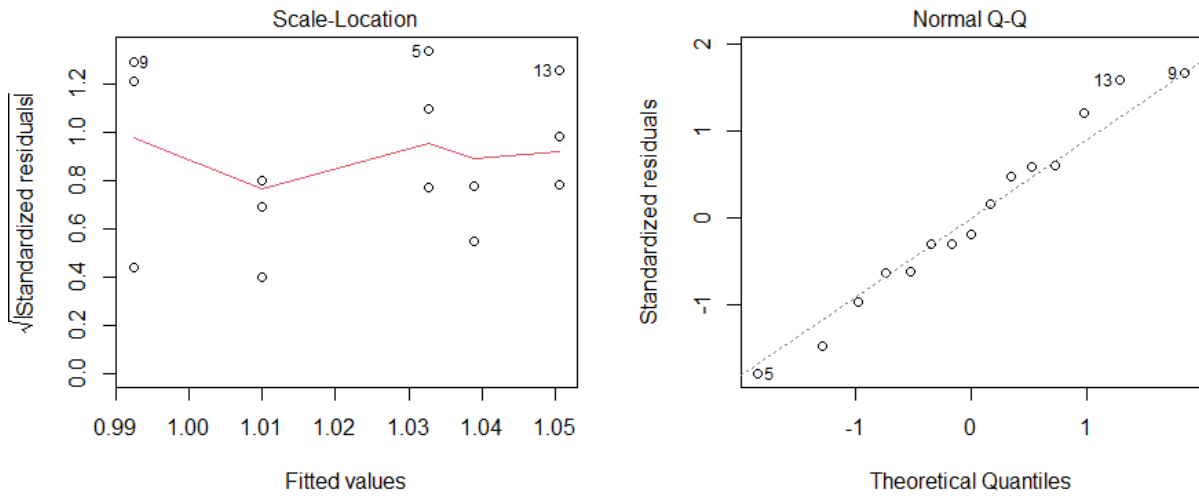 Scale-Location
√|Standardized residuals|
0.0 0.2 0.4 0.6 0.8 1.0 1.2
9
5
13
0.99 1.00 1.01 1.02 1.03 1.04 1.05
Fitted values
Normal Q-Q
Standardized residuals
-1 0 1 2
13
9
5
-1 0 1
Theoretical Quantiles